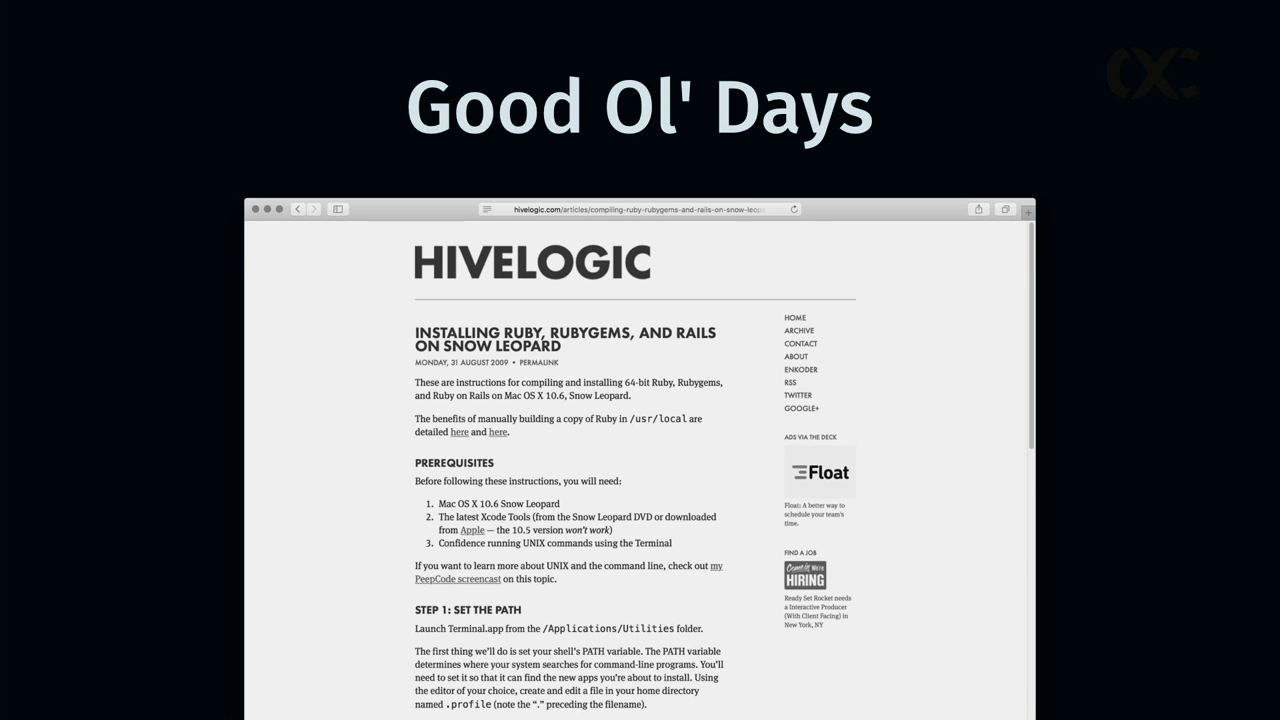 Good Ol' Days
hivelogic.com/articles/compiling-ruby-rubygems-and-rails-on-snow-leop
HIVELOGIC
INSTALLING RUBY, RUBYGEMS, AND RAILS
ON SNOW LEOPARD
MONDAY, 31 AUGUST 2009 • PERMALINK
These are instructions for compiling and installing 64-bit Ruby, Rubygems,
and Ruby on Rails on Mac OS X 10.6, Snow Leopard.
The benefits of manually building a copy of Ruby in /usr/local are
detailed here and here.
PREREQUISITES
Before following these instructions, you will need:
1. Mac OS X 10.6 Snow Leopard
2. The latest Xcode Tools (from the Snow Leopard DVD or downloaded
from Apple — the 10.5 version won't work)
3. Confidence running UNIX commands using the Terminal
If you want to learn more about UNIX and the command line, check out my
PeepCode screencast on this topic.
STEP 1: SET THE PATH
Launch Terminal.app from the /Applications/Utilities folder.
The first thing we'll do is set your shell's PATH variable. The PATH variable
determines where your system searches for command-line programs. You'll
need to set it so that it can find the new apps you're about to install. Using
the editor of your choice, create and edit a file in your home directory
named .profile (note the “.” preceding the filename).
HOME
ARCHIVE
CONTACT
ABOUT
ENKODER
RSS
TWITTER
GOOGLE+
ADS VIA THE DECK
Float
Float: A better way to
schedule your team's
time.
FIND A JOB
Come in We're
HIRING
Ready Set Rocket needs
a Interactive Producer
(With Client Facing) in
New York, NY